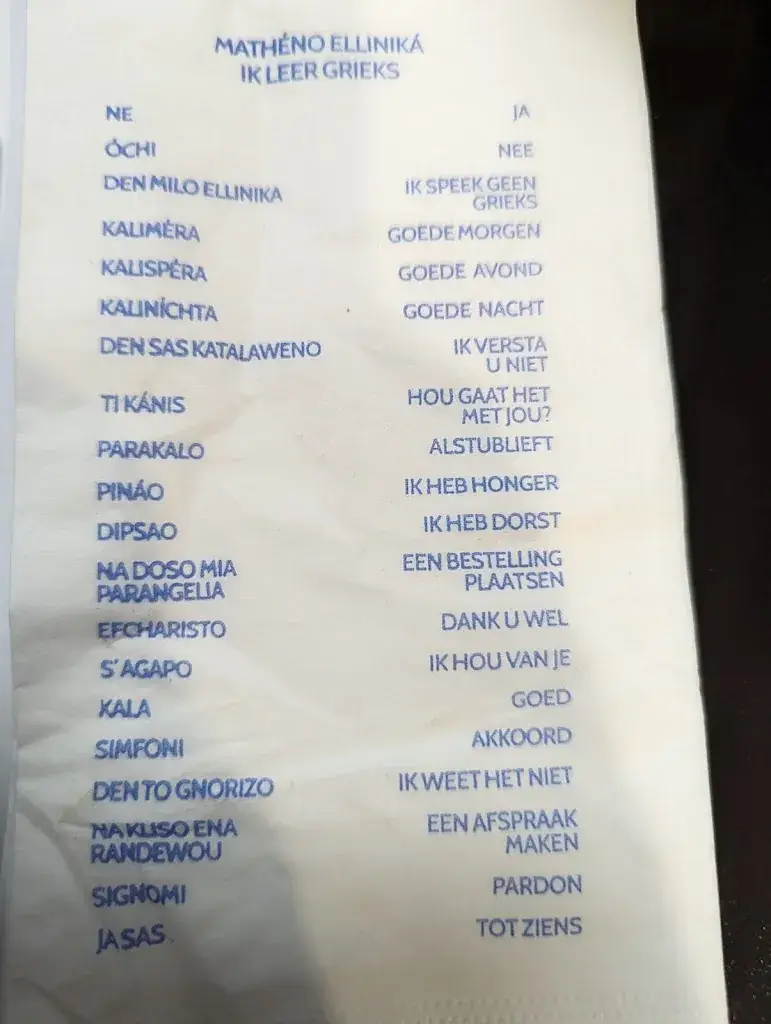 MATHÉNO ELLINIKÁ
IK LEER GRIEKS
NE JA
ÓCHI NEE
DEN MILO ELLINIKA IK SPEEK GEEN
GRIEKS
KALIMÉRA GOEDE MORGEN
KALISPÉRA GOEDE AVOND
KALINÍCHTA GOEDE NACHT
DEN SAS KATALAWENO IK VERSTA
U NIET
TI KÁNIS HOU GAAT HET
MET JOU?
PARAKALO ALSTUBLIEFT
PINÁO IK HEB HONGER
DIPSAO IK HEB DORST
NA DOSO MIA EEN BESTELLING
PARANGELIA PLAATSEN
EFCHARISTO DANK U WEL
S'AGAPO IK HOU VAN JE
KALA GOED
SIMFONI AKKOORD
DEN TO GNORIZO IK WEET HET NIET
NA KLISO ENA EEN AFSPRAAK
RANDEWOU MAKEN
SIGNOMI PARDON
JA SAS TOT ZIENS